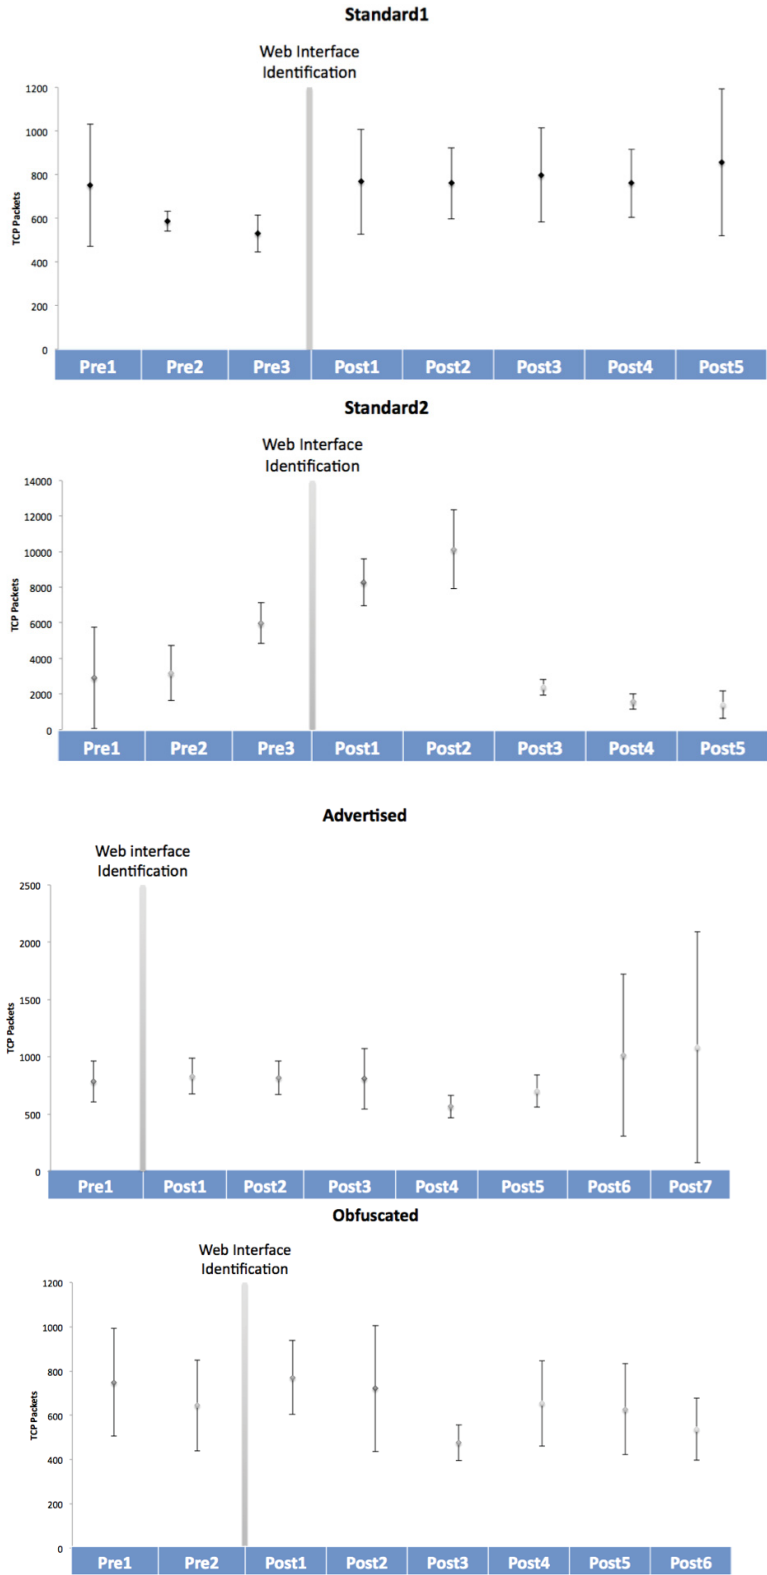 Standard1
Web Interface
Identification
1200
1000
800
600
400
200
0
TCP Packets
Pre1 Pre2 Pre3 Post1 Post2 Post3 Post4 Post5
Standard2
Web Interface
Identification
14000
12000
10000
8000
6000
4000
2000
0
TCP Packets
Pre1 Pre2 Pre3 Post1 Post2 Post3 Post4 Post5
Advertised
Web interface
Identification
2500
2000
1500
1000
500
0
TCP Packets
Pre1 Post1 Post2 Post3 Post4 Post5 Post6 Post7
Obfuscated
Web Interface
Identification
1200
1000
800
600
400
200
0
TCP Packets
Pre1 Pre2 Post1 Post2 Post3 Post4 Post5 Post6